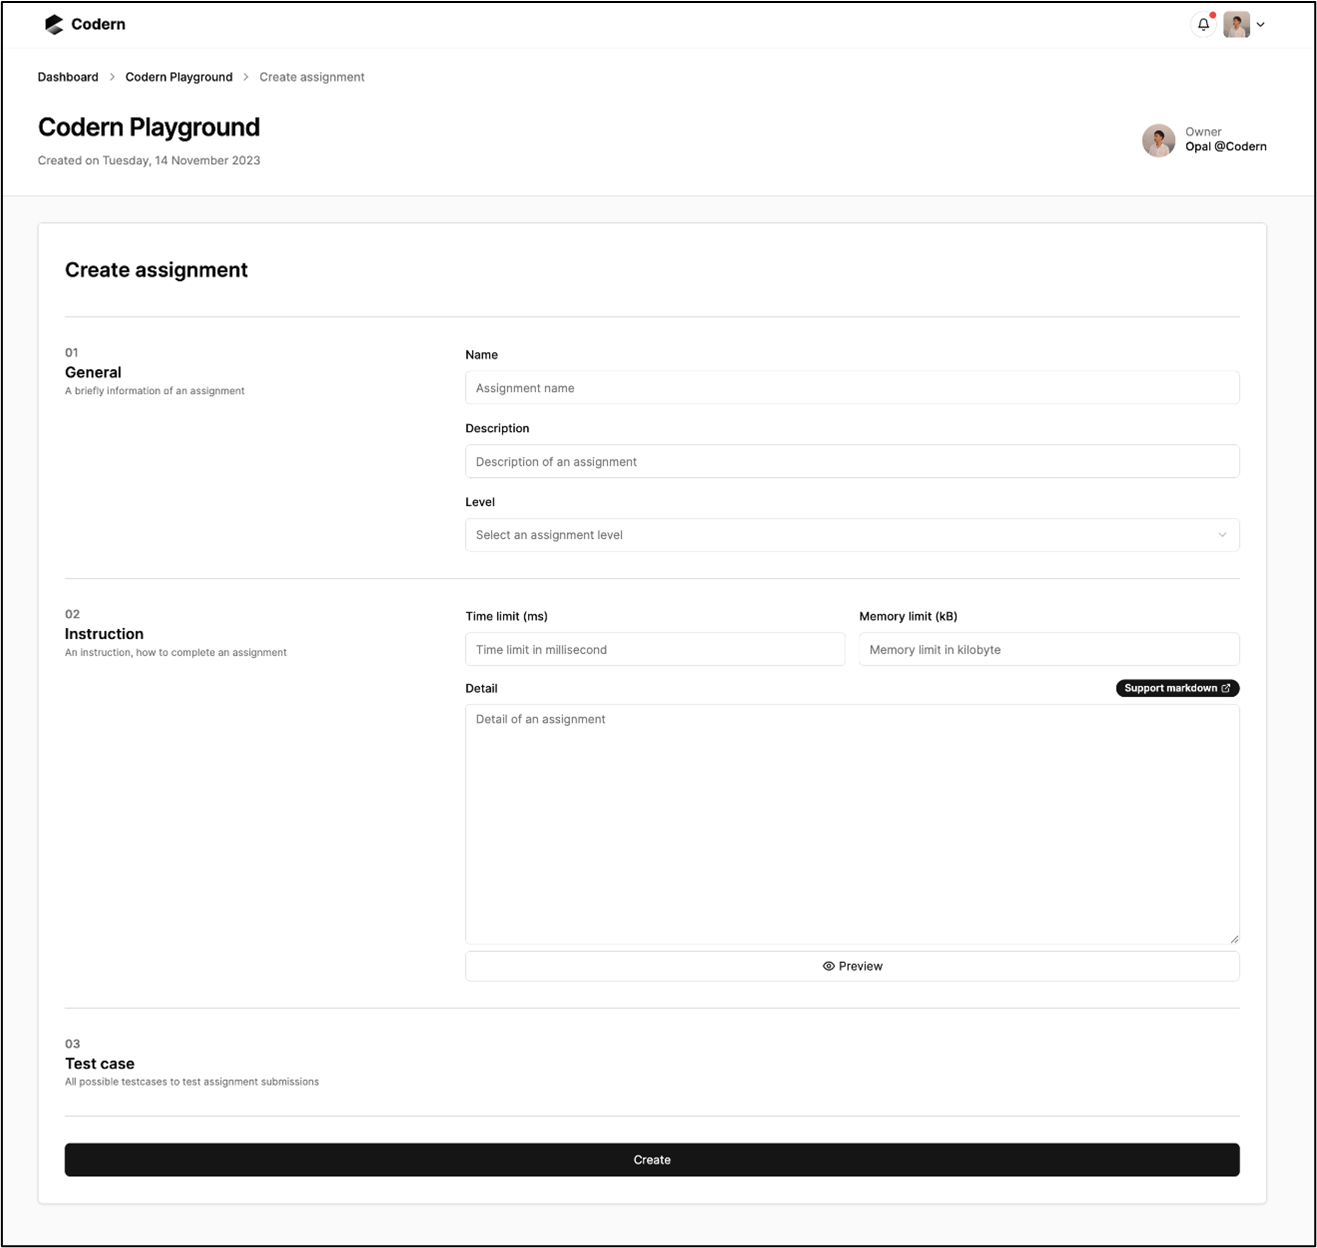 Codern
Dashboard > Codern Playground > Create assignment
Codern Playground
Created on Tuesday, 14 November 2023
Owner
Opal @Codern
Create assignment
01
General
A briefly information of an assignment
Name
Assignment name
Description
Description of an assignment
Level
Select an assignment level
02
Instruction
An instruction, how to complete an assignment
Time limit (ms)
Time limit in millisecond
Memory limit (kB)
Memory limit in kilobyte
Detail
Support markdown
Detail of an assignment
Preview
03
Test case
All possible testcases to test assignment submissions
Create